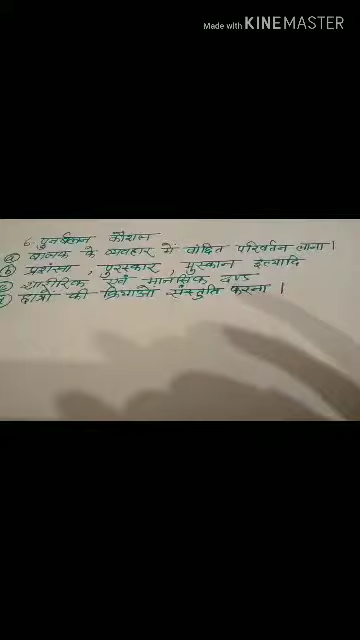 Made with KINEMASTER
6. पुनर्बलन कौशल
(a) बालक के व्यवहार में वांछित परिवर्तन लाना।
(b) प्रशंसा, पुरस्कार, मुस्कान इत्यादि
शारीरिक एवं मानसिक दण्ड
छात्रों की क्रियाओं संस्तुति करना।